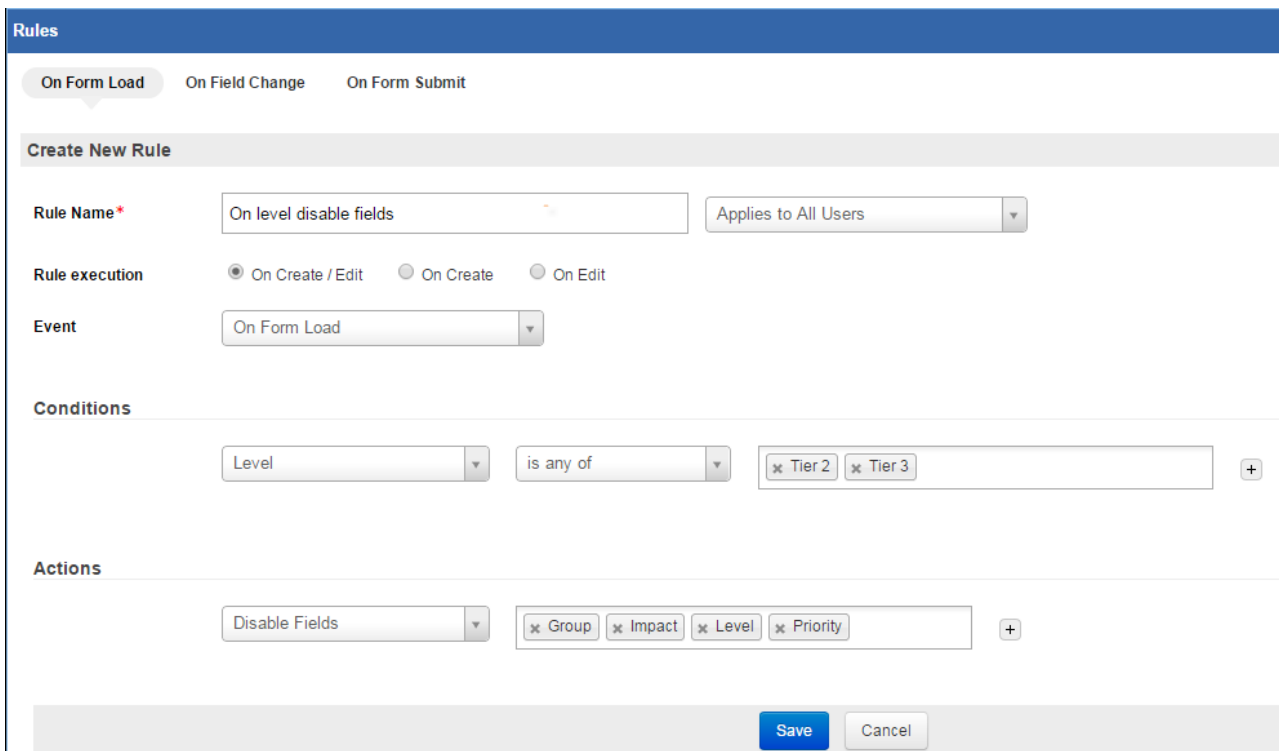 Rules
On Form Load On Field Change On Form Submit
Create New Rule
Rule Name* On level disable fields Applies to All Users
Rule execution On Create / Edit On Create On Edit
Event On Form Load
Conditions
Level is any of × Tier 2 × Tier 3 +
Actions
Disable Fields × Group × Impact × Level × Priority +
Save Cancel